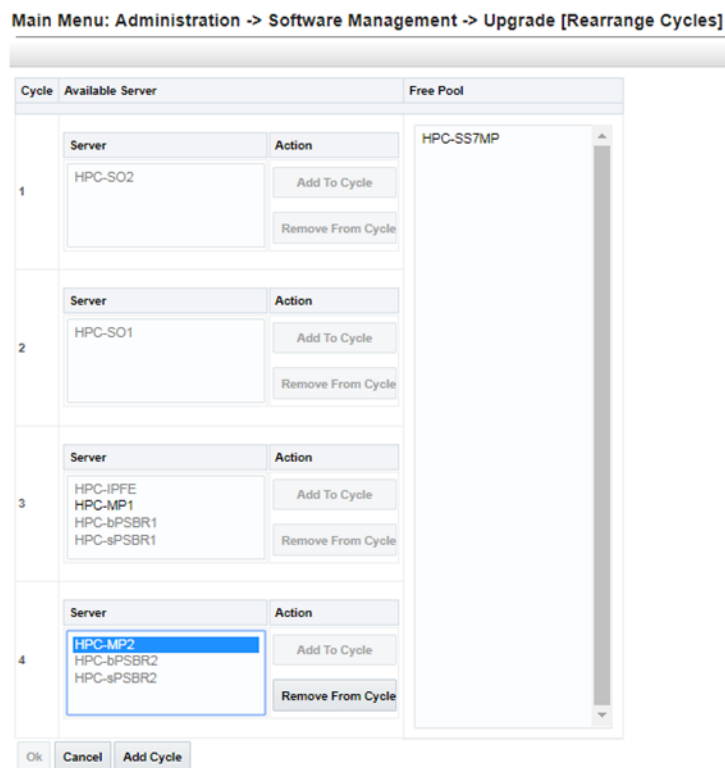 Main Menu: Administration -> Software Management -> Upgrade [Rearrange Cycles]
Cycle Available Server Free Pool
HPC-SS7MP
Server Action
1
HPC-SO2
Add To Cycle
Remove From Cycle
Server Action
2
HPC-SO1
Add To Cycle
Remove From Cycle
Server Action
3
HPC-IPFE
HPC-MP1
HPC-bPSBR1
HPC-sPSBR1
Add To Cycle
Remove From Cycle
Server Action
4
HPC-MP2
HPC-bPSBR2
HPC-sPSBR2
Add To Cycle
Remove From Cycle
Ok Cancel Add Cycle